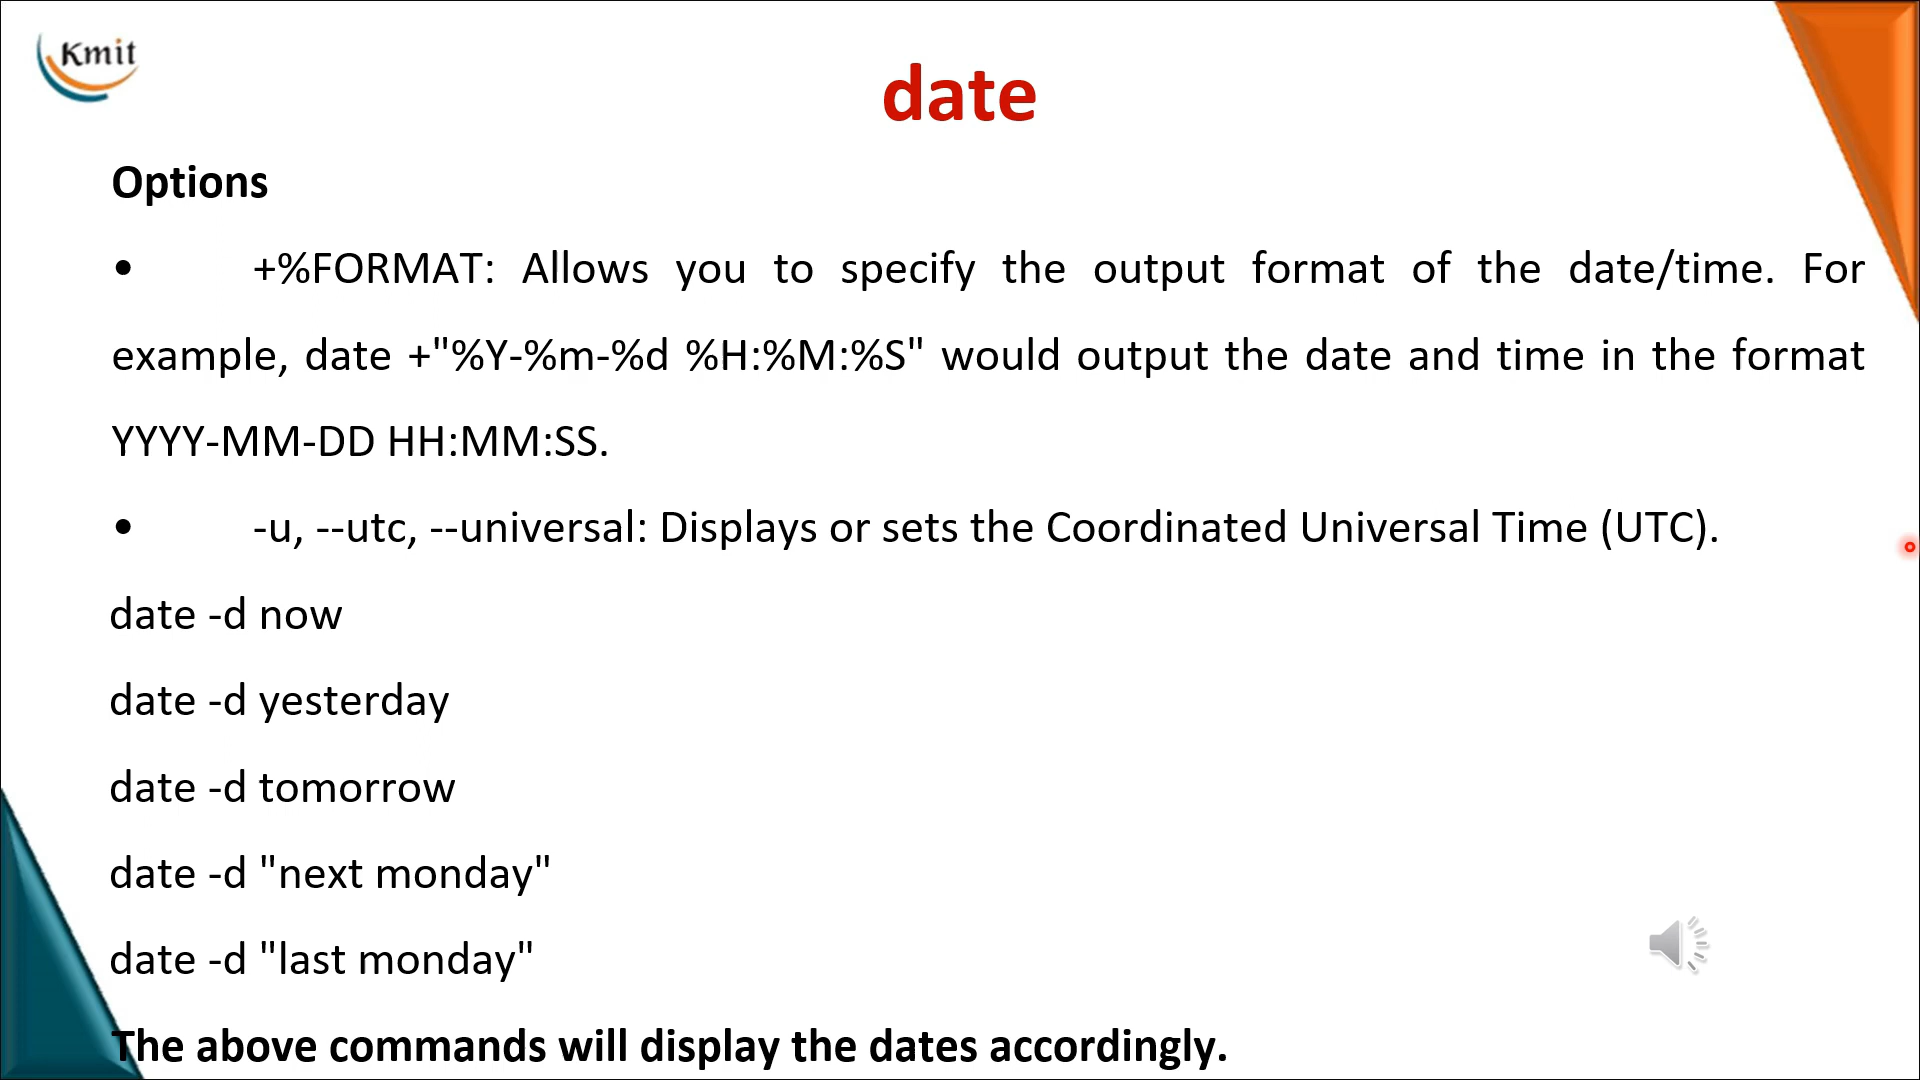 Kmit
date
Options
• +%FORMAT: Allows you to specify the output format of the date/time. For
example, date +"%Y-%m-%d %H:%M:%S" would output the date and time in the format
YYYY-MM-DD HH:MM:SS.
• -u, --utc, --universal: Displays or sets the Coordinated Universal Time (UTC).
date -d now
date -d yesterday
date -d tomorrow
date -d "next monday"
date -d "last monday"
The above commands will display the dates accordingly.